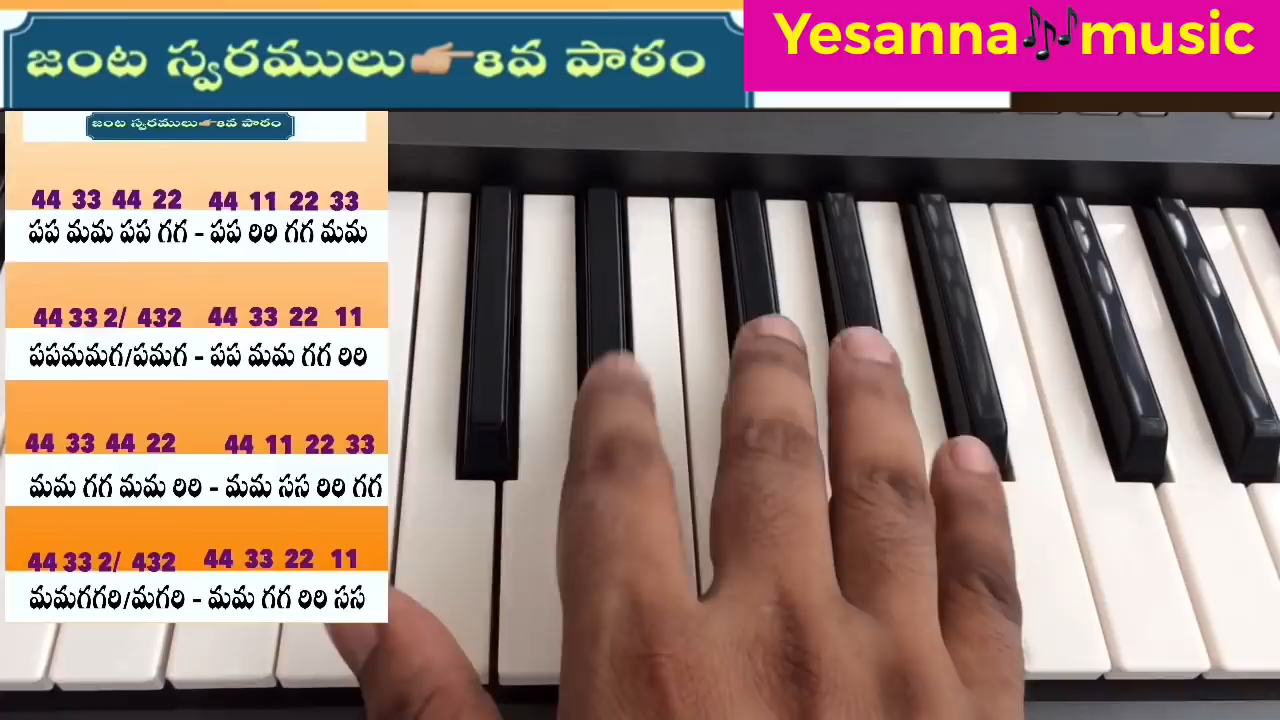 జంట స్వరములు👉8వ పాఠం
Yesanna🎶music
జంట స్వరములు👉8వ పాఠం
44 33 44 22 44 11 22 33
పప మమ పప గగ - పప రిరి గగ మమ
44 33 2/ 432 44 33 22 11
పపమమగ/పమగ - పప మమ గగ రిరి
44 33 44 22 44 11 22 33
మమ గగ మమ రిరి - మమ సస రిరి గగ
44 33 2/ 432 44 33 22 11
మమగగరి/మగరి - మమ గగ రిరి సస